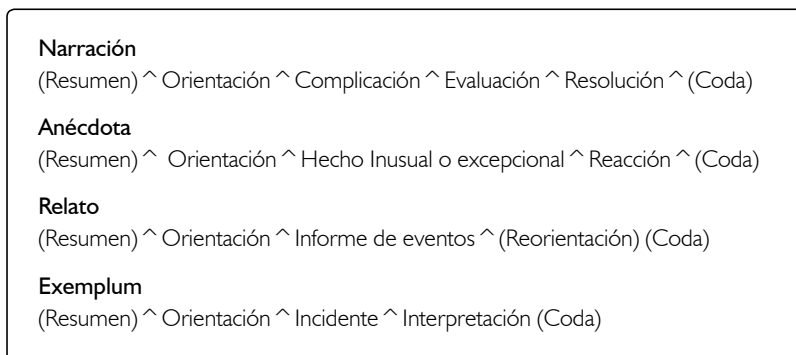 Narración
(Resumen) ^ Orientación ^ Complicación ^ Evaluación ^ Resolución ^ (Coda)
Anécdota
(Resumen) ^ Orientación ^ Hecho Inusual o excepcional ^ Reacción ^ (Coda)
Relato
(Resumen) ^ Orientación ^ Informe de eventos ^ (Reorientación) (Coda)
Exemplum
(Resumen) ^ Orientación ^ Incidente ^ Interpretación (Coda)